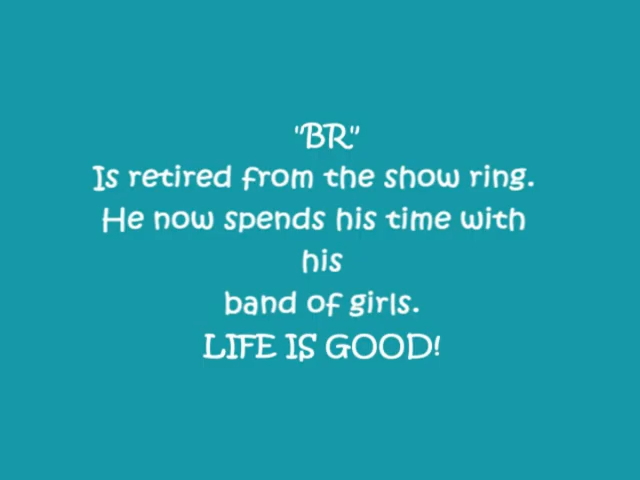 "BR"
Is retired from the show ring.
He now spends his time with
his
band of girls.
LIFE IS GOOD!